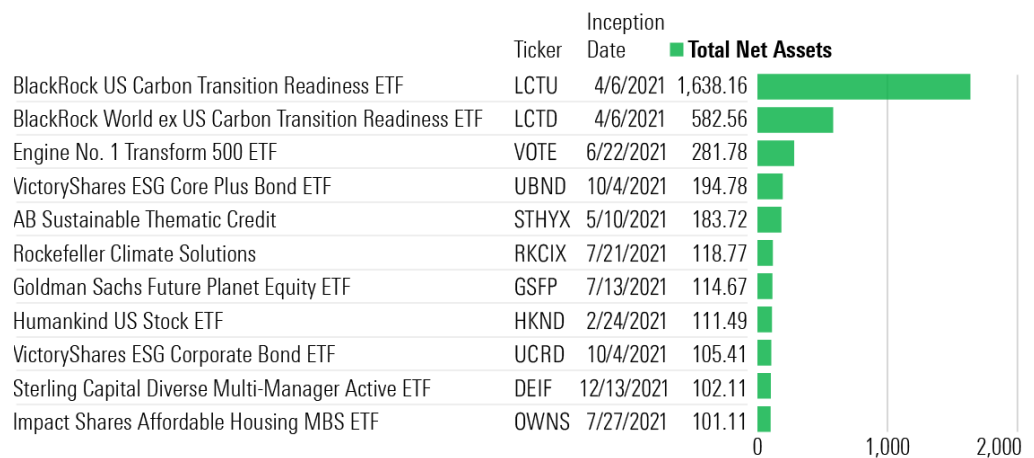 Inception
Ticker Date Total Net Assets
BlackRock US Carbon Transition Readiness ETF LCTU 4/6/2021 1,638.16
BlackRock World ex US Carbon Transition Readiness ETF LCTD 4/6/2021 582.56
Engine No. 1 Transform 500 ETF VOTE 6/22/2021 281.78
VictoryShares ESG Core Plus Bond ETF UBND 10/4/2021 194.78
AB Sustainable Thematic Credit STHYX 5/10/2021 183.72
Rockefeller Climate Solutions RKCIX 7/21/2021 118.77
Goldman Sachs Future Planet Equity ETF GSFP 7/13/2021 114.67
Humankind US Stock ETF HKND 2/24/2021 111.49
VictoryShares ESG Corporate Bond ETF UCRD 10/4/2021 105.41
Sterling Capital Diverse Multi-Manager Active ETF DEIF 12/13/2021 102.11
Impact Shares Affordable Housing MBS ETF OWNS 7/27/2021 101.11
0 1,000 2,000